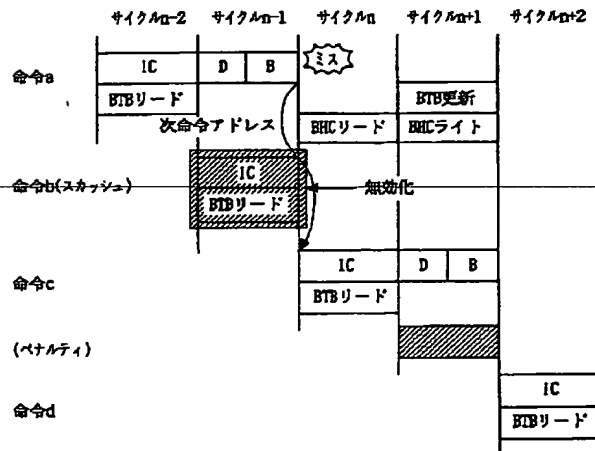 サイクルn-2 サイクルn-1 サイクルn サイクルn+1 サイクルn+2
命令a
IC D B ミス
BTBリード BTB更新
次命令アドレス BHCリード BHCライト
命令b(スカッシュ) IC
BTBリード 無効化
命令c IC D B
BTBリード
(ペナルティ)
命令d IC
BTBリード